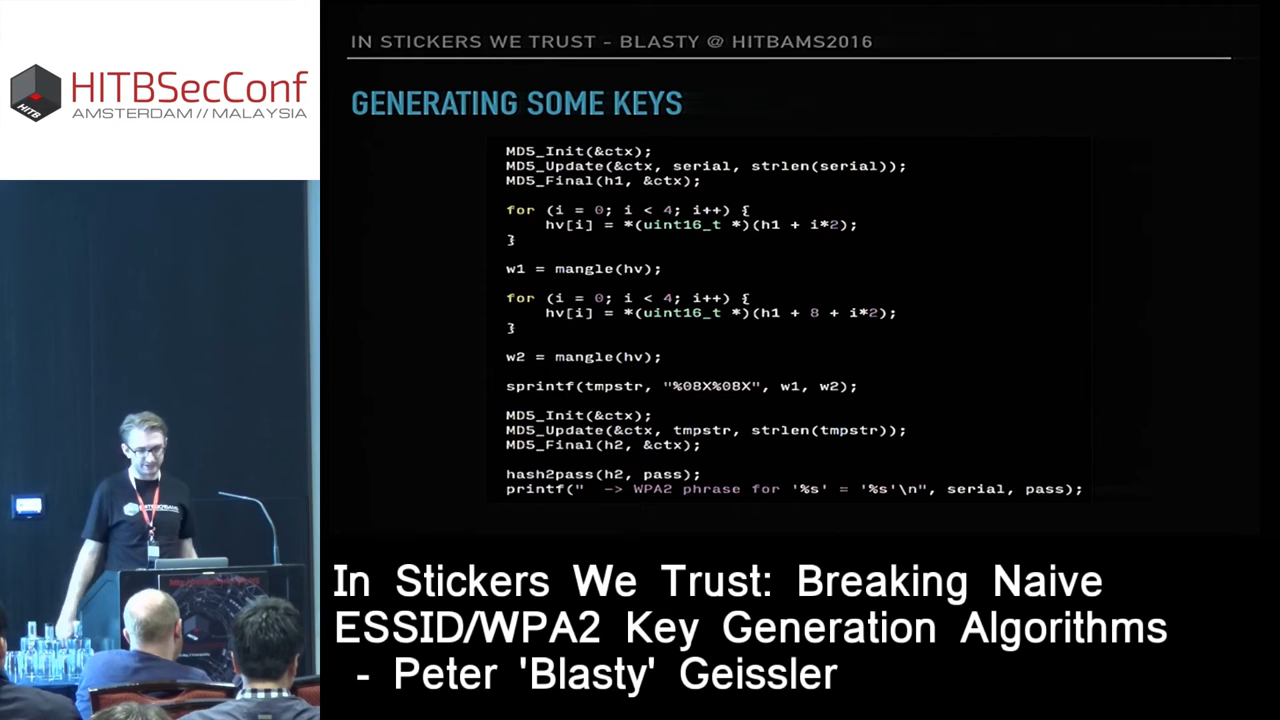 HITBSecConf
AMSTERDAM // MALAYSIA
HITB
IN STICKERS WE TRUST - BLASTY @ HITBAMS2016
GENERATING SOME KEYS
MD5_Init(&ctx);
MD5_Update(&ctx, serial, strlen(serial));
MD5_Final(h1, &ctx);
for (i = 0; i < 4; i++) {
hv[i] = *(uint16_t *)(h1 + i*2);
}
w1 = mangle(hv);
for (i = 0; i < 4; i++) {
hv[i] = *(uint16_t *)(h1 + 8 + i*2);
}
w2 = mangle(hv);
sprintf(tmpstr, "%08X%08X", w1, w2);
MD5_Init(&ctx);
MD5_Update(&ctx, tmpstr, strlen(tmpstr));
MD5_Final(h2, &ctx);
hash2pass(h2, pass);
printf(" -> WPA2 phrase for '%s' = '%s'\n", serial, pass);
In Stickers We Trust: Breaking Naive
ESSID/WPA2 Key Generation Algorithms
- Peter 'Blasty' Geissler